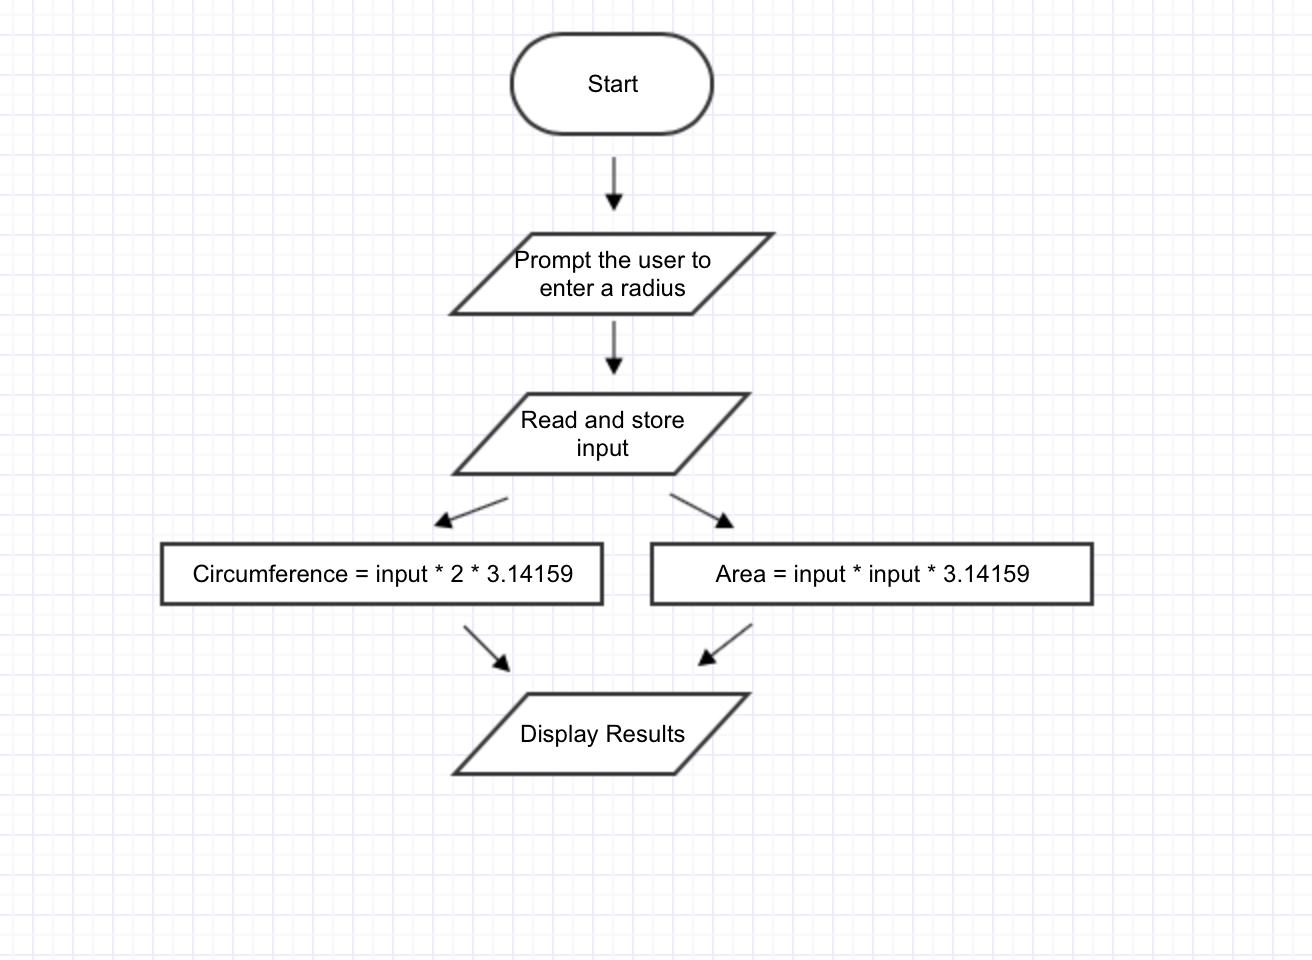 Start
Prompt the user to
enter a radius
Read and store
input
Circumference = input * 2 * 3.14159
Area = input * input * 3.14159
Display Results